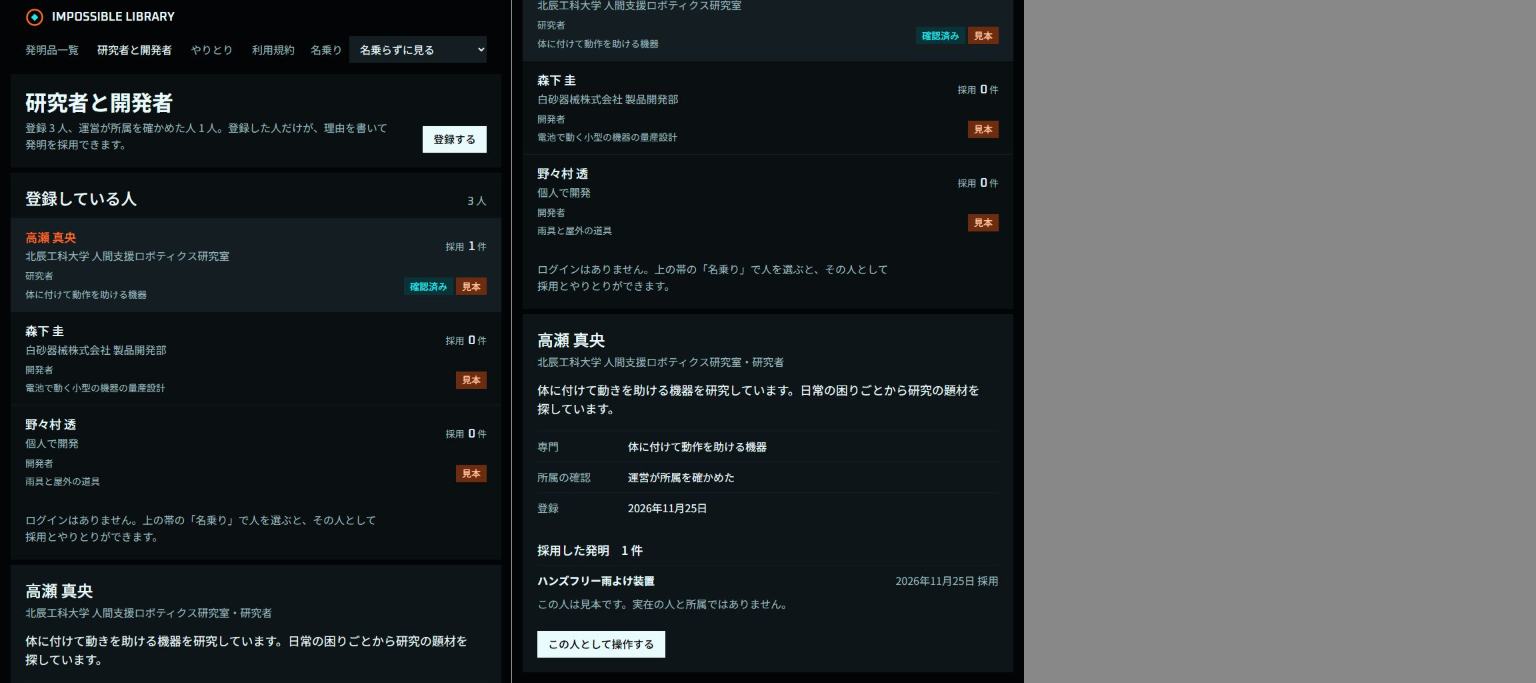 IMPOSSIBLE LIBRARY
発明品一覧 研究者と開発者 やりとり 利用規約 名乗り 名乗らずに見る
研究者と開発者
登録 3 人、運営が所属を確かめた人 1 人。登録した人だけが、理由を書いて
発明を採用できます。
登録する
登録している人
3 人
高瀬 真央
採用 1 件
北辰工科大学 人間支援ロボティクス研究室
研究者
体に付けて動作を助ける機器
確認済み 見本
森下 圭
採用 0 件
白砂器械株式会社 製品開発部
開発者
電池で動く小型の機器の量産設計
見本
野々村 透
採用 0 件
個人で開発
開発者
雨具と屋外の道具
見本
ログインはありません。上の帯の「名乗り」で人を選ぶと、その人として
採用とやりとりができます。
高瀬 真央
北辰工科大学 人間支援ロボティクス研究室・研究者
体に付けて動きを助ける機器を研究しています。日常の困りごとから研究の題材を
探しています。
北辰工科大学 人間支援ロボティクス研究室
研究者
体に付けて動作を助ける機器
確認済み 見本
森下 圭
採用 0 件
白砂器械株式会社 製品開発部
開発者
電池で動く小型の機器の量産設計
見本
野々村 透
採用 0 件
個人で開発
開発者
雨具と屋外の道具
見本
ログインはありません。上の帯の「名乗り」で人を選ぶと、その人として
採用とやりとりができます。
高瀬 真央
北辰工科大学 人間支援ロボティクス研究室・研究者
体に付けて動きを助ける機器を研究しています。日常の困りごとから研究の題材を
探しています。
専門 体に付けて動作を助ける機器
所属の確認 運営が所属を確かめた
登録 2026年11月25日
採用した発明 1 件
ハンズフリー雨よけ装置 2026年11月25日 採用
この人は見本です。実在の人と所属ではありません。
この人として操作する